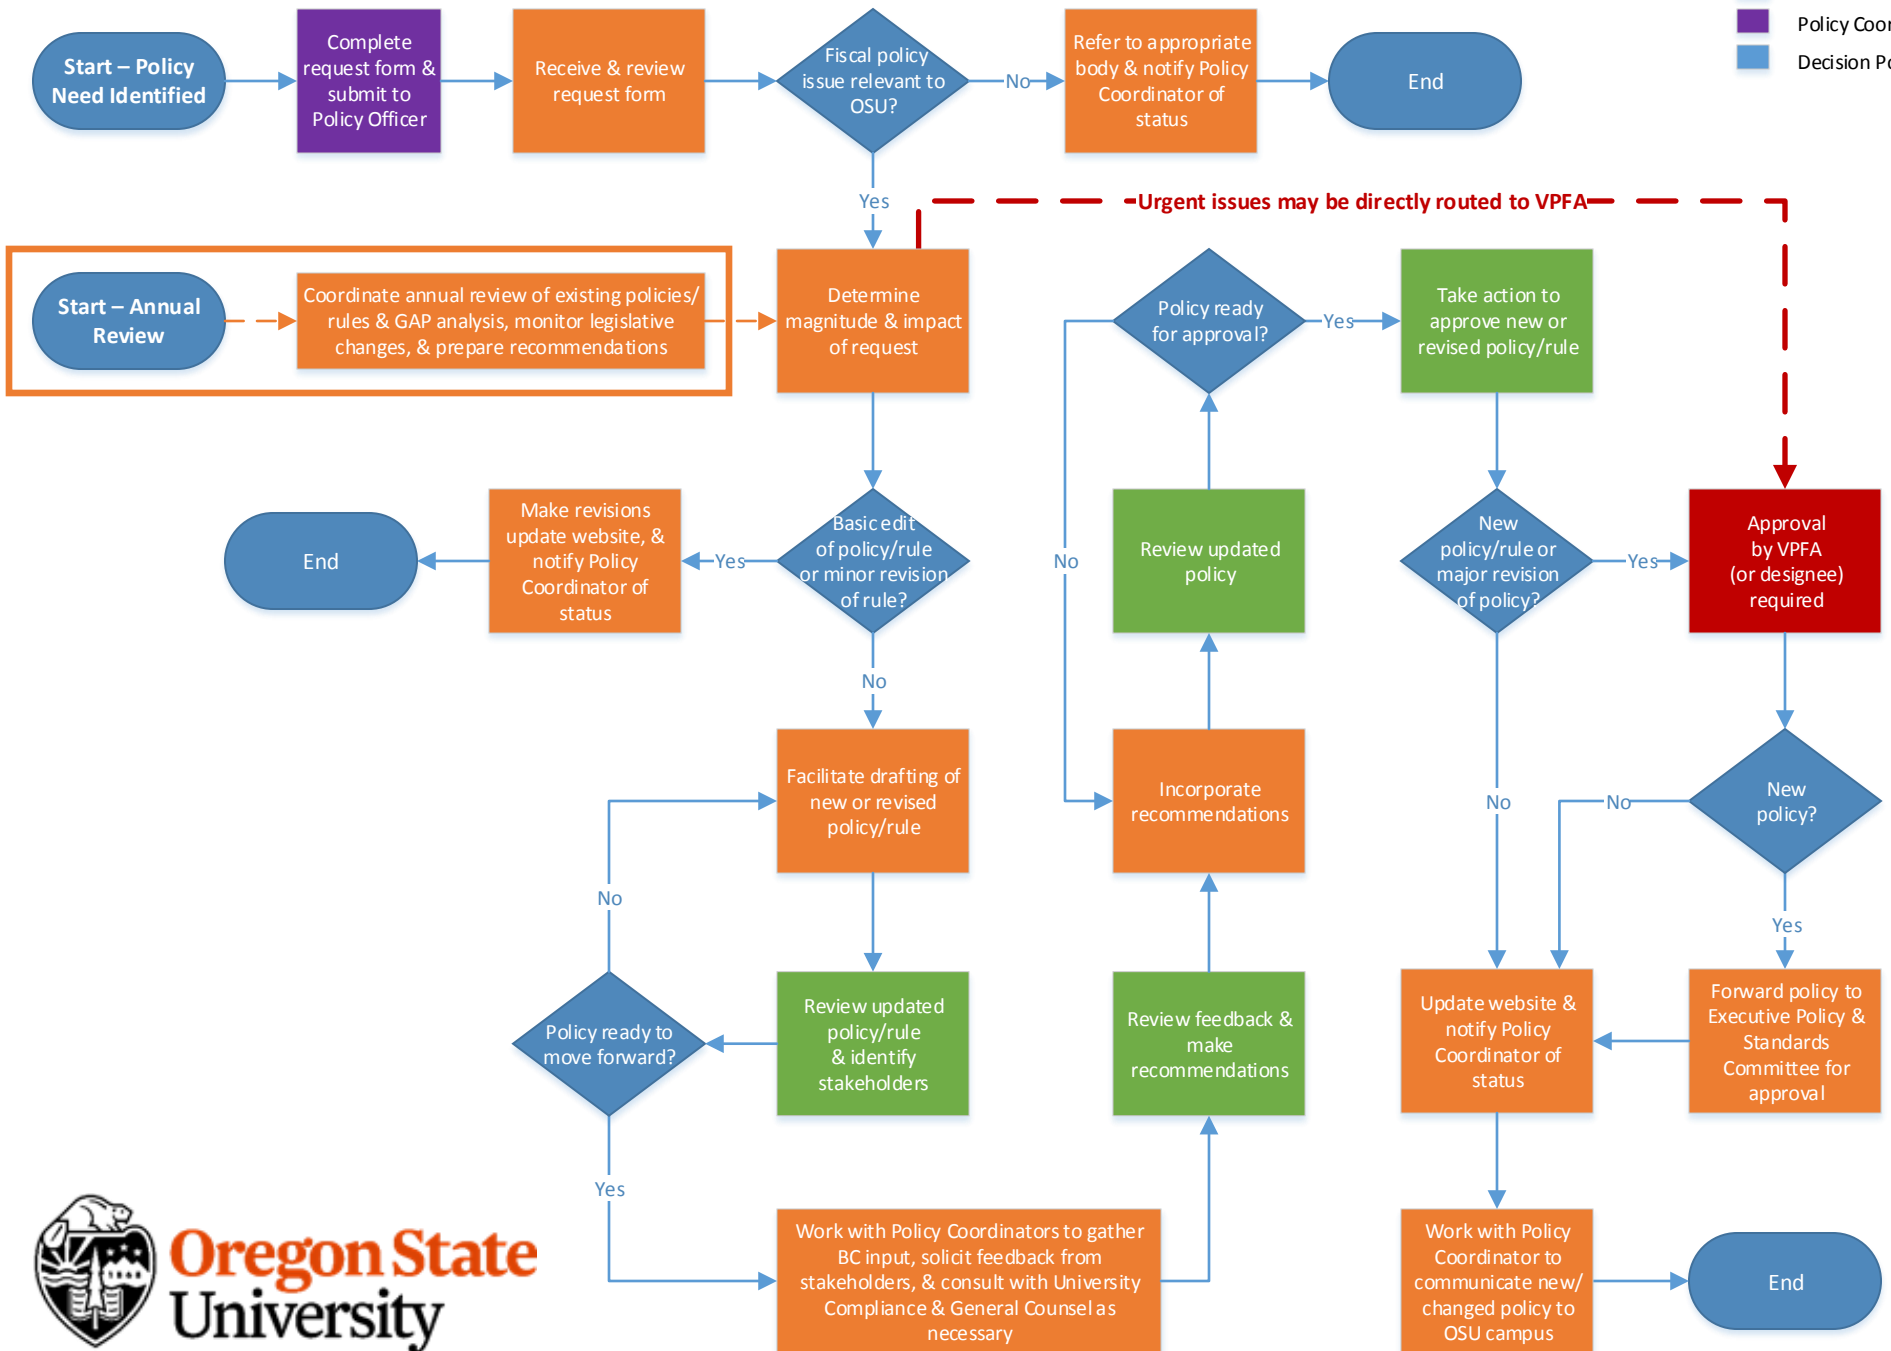 Policy Coor
Decision Po
Start – Policy
Need Identified
Complete
request form &
submit to
Policy Officer
Receive & review
request form
Fiscal policy
issue relevant to
OSU?
No
Refer to appropriate
body & notify Policy
Coordinator of
status
End
Yes
Urgent issues may be directly routed to VPFA
Start – Annual
Review
Coordinate annual review of existing policies/
rules & GAP analysis, monitor legislative
changes, & prepare recommendations
Determine
magnitude & impact
of request
Policy ready
for approval?
Yes
Take action to
approve new or
revised policy/rule
End
Make revisions
update website, &
notify Policy
Coordinator of
status
Yes
Basic edit
of policy/rule
or minor revision
of rule?
No
Review updated
policy
New
policy/rule or
major revision
of policy?
Yes
Approval
by VPFA
(or designee)
required
No
Facilitate drafting of
new or revised
policy/rule
Incorporate
recommendations
No
No
New
policy?
No
Yes
Policy ready to
move forward?
Review updated
policy/rule
& identify
stakeholders
Review feedback &
make
recommendations
Update website &
notify Policy
Coordinator of
status
Forward policy to
Executive Policy &
Standards
Committee for
approval
Yes
Work with Policy Coordinators to gather
BC input, solicit feedback from
stakeholders, & consult with University
Compliance & General Counsel as
necessary
Work with Policy
Coordinator to
communicate new/
changed policy to
OSU campus
End
Oregon State
University